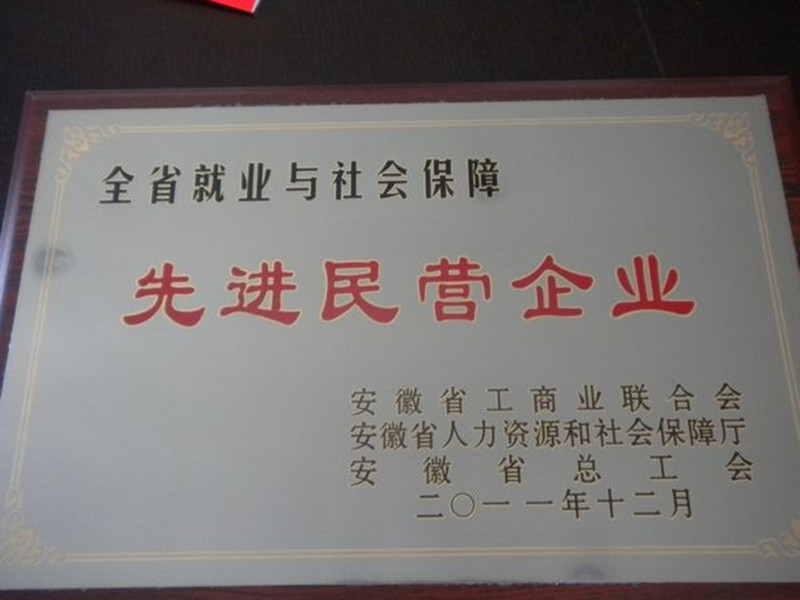 全省就业与社会保障
先进民营企业
安徽省工商业联合会
安徽省人力资源和社会保障厅
安徽省总工会
二〇一一年十二月